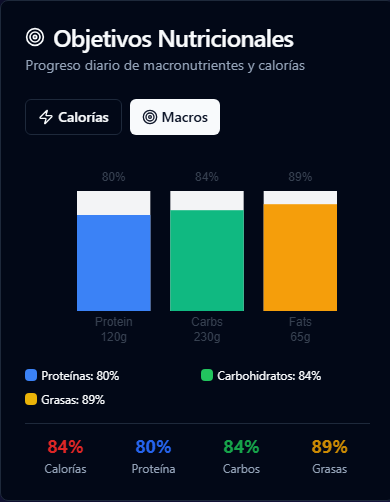 Objetivos Nutricionales
Progreso diario de macronutrientes y calorías
Calorías Macros
80% 84% 89%
Protein Carbs Fats
120g 230g 65g
Proteínas: 80% Carbohidratos: 84%
Grasas: 89%
84% 80% 84% 89%
Calorías Proteína Carbos Grasas